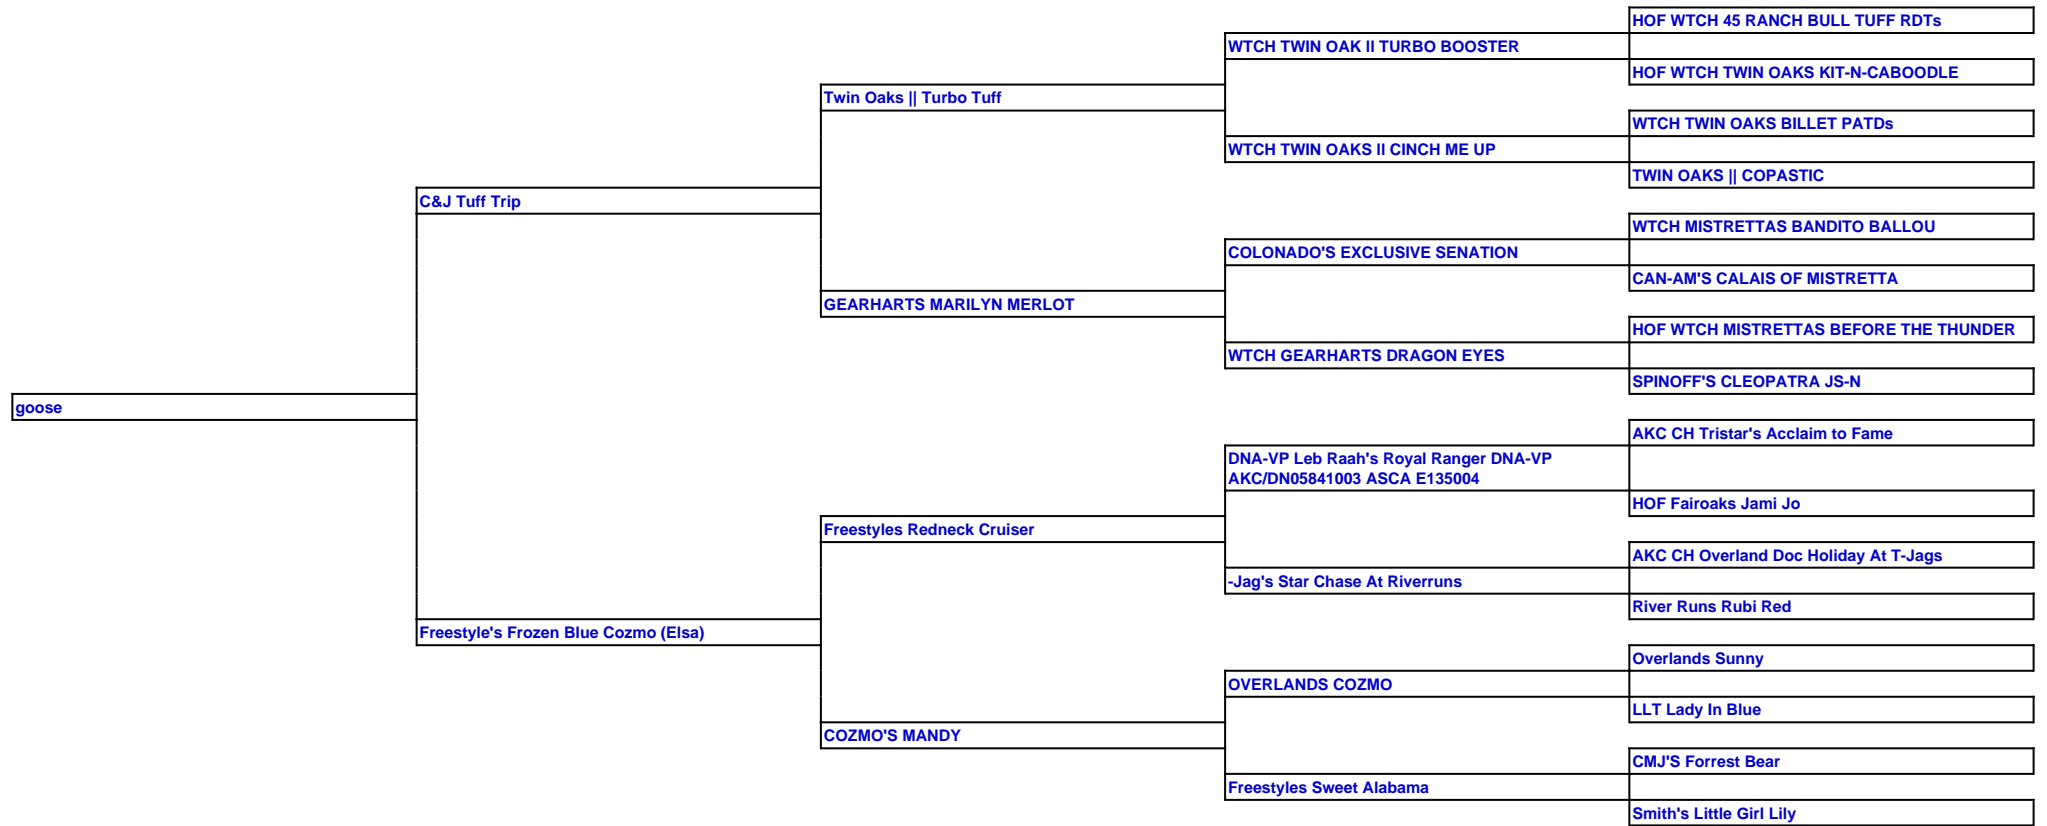 HOF WTCH 45 RANCH BULL TUFF RDTs
WTCH TWIN OAK II TURBO BOOSTER
HOF WTCH TWIN OAKS KIT-N-CABOODLE
Twin Oaks || Turbo Tuff
WTCH TWIN OAKS BILLET PATDs
WTCH TWIN OAKS II CINCH ME UP
TWIN OAKS || COPASTIC
C&J Tuff Trip
WTCH MISTRETTAS BANDITO BALLOU
COLONADO'S EXCLUSIVE SENATION
CAN-AM'S CALAIS OF MISTRETTA
GEARHARTS MARILYN MERLOT
HOF WTCH MISTRETTAS BEFORE THE THUNDER
WTCH GEARHARTS DRAGON EYES
SPINOFF'S CLEOPATRA JS-N
goose
AKC CH Tristar's Acclaim to Fame
DNA-VP Leb Raah's Royal Ranger DNA-VP
AKC/DN05841003 ASCA E135004
HOF Fairoaks Jami Jo
Freestyles Redneck Cruiser
AKC CH Overland Doc Holiday At T-Jags
-Jag's Star Chase At Riverruns
River Runs Rubi Red
Freestyle's Frozen Blue Cozmo (Elsa)
Overlands Sunny
OVERLANDS COZMO
LLT Lady In Blue
COZMO'S MANDY
CMJ'S Forrest Bear
Freestyles Sweet Alabama
Smith's Little Girl Lily